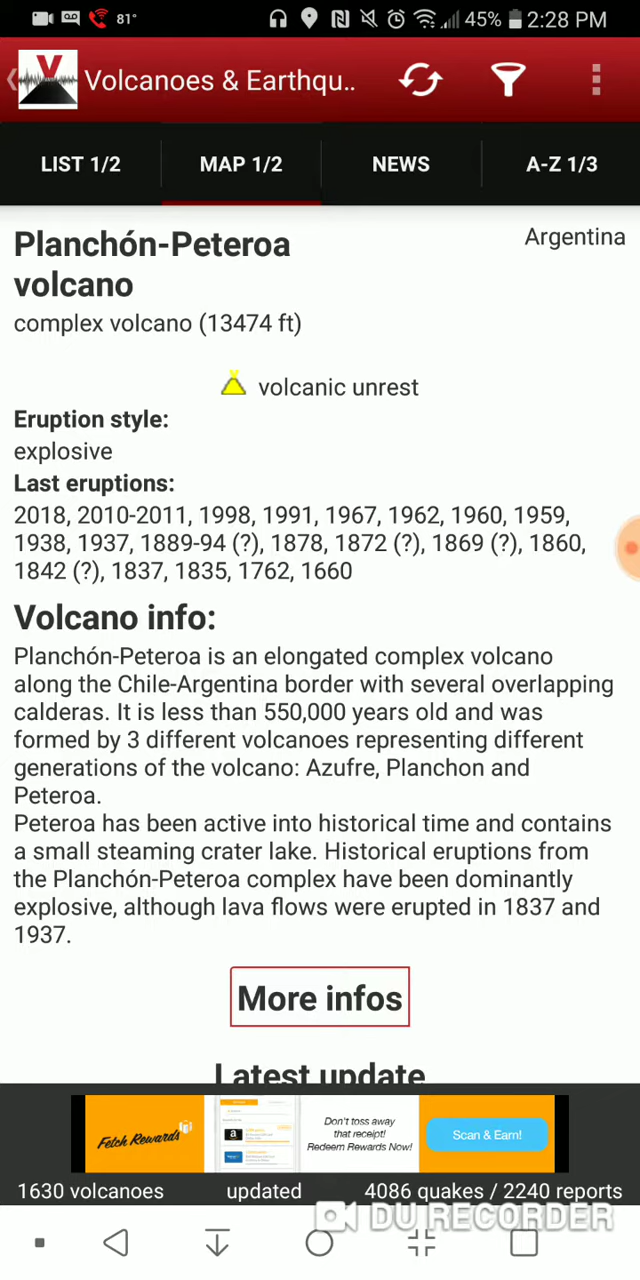 81° 45% 2:28 PM
V Volcanoes & Earthqu..
LIST 1/2 MAP 1/2 NEWS A-Z 1/3
Planchón-Peteroa Argentina
volcano
complex volcano (13474 ft)
volcanic unrest
Eruption style:
explosive
Last eruptions:
2018, 2010-2011, 1998, 1991, 1967, 1962, 1960, 1959,
1938, 1937, 1889-94 (?), 1878, 1872 (?), 1869 (?), 1860,
1842 (?), 1837, 1835, 1762, 1660
Volcano info:
Planchón-Peteroa is an elongated complex volcano
along the Chile-Argentina border with several overlapping
calderas. It is less than 550,000 years old and was
formed by 3 different volcanoes representing different
generations of the volcano: Azufre, Planchon and
Peteroa.
Peteroa has been active into historical time and contains
a small steaming crater lake. Historical eruptions from
the Planchón-Peteroa complex have been dominantly
explosive, although lava flows were erupted in 1837 and
1937.
More infos
Latest update
Fetch Rewards
Don't toss away
that receipt!
Redeem Rewards Now!
Scan & Earn!
1630 volcanoes updated 4086 quakes / 2240 reports
DU RECORDER